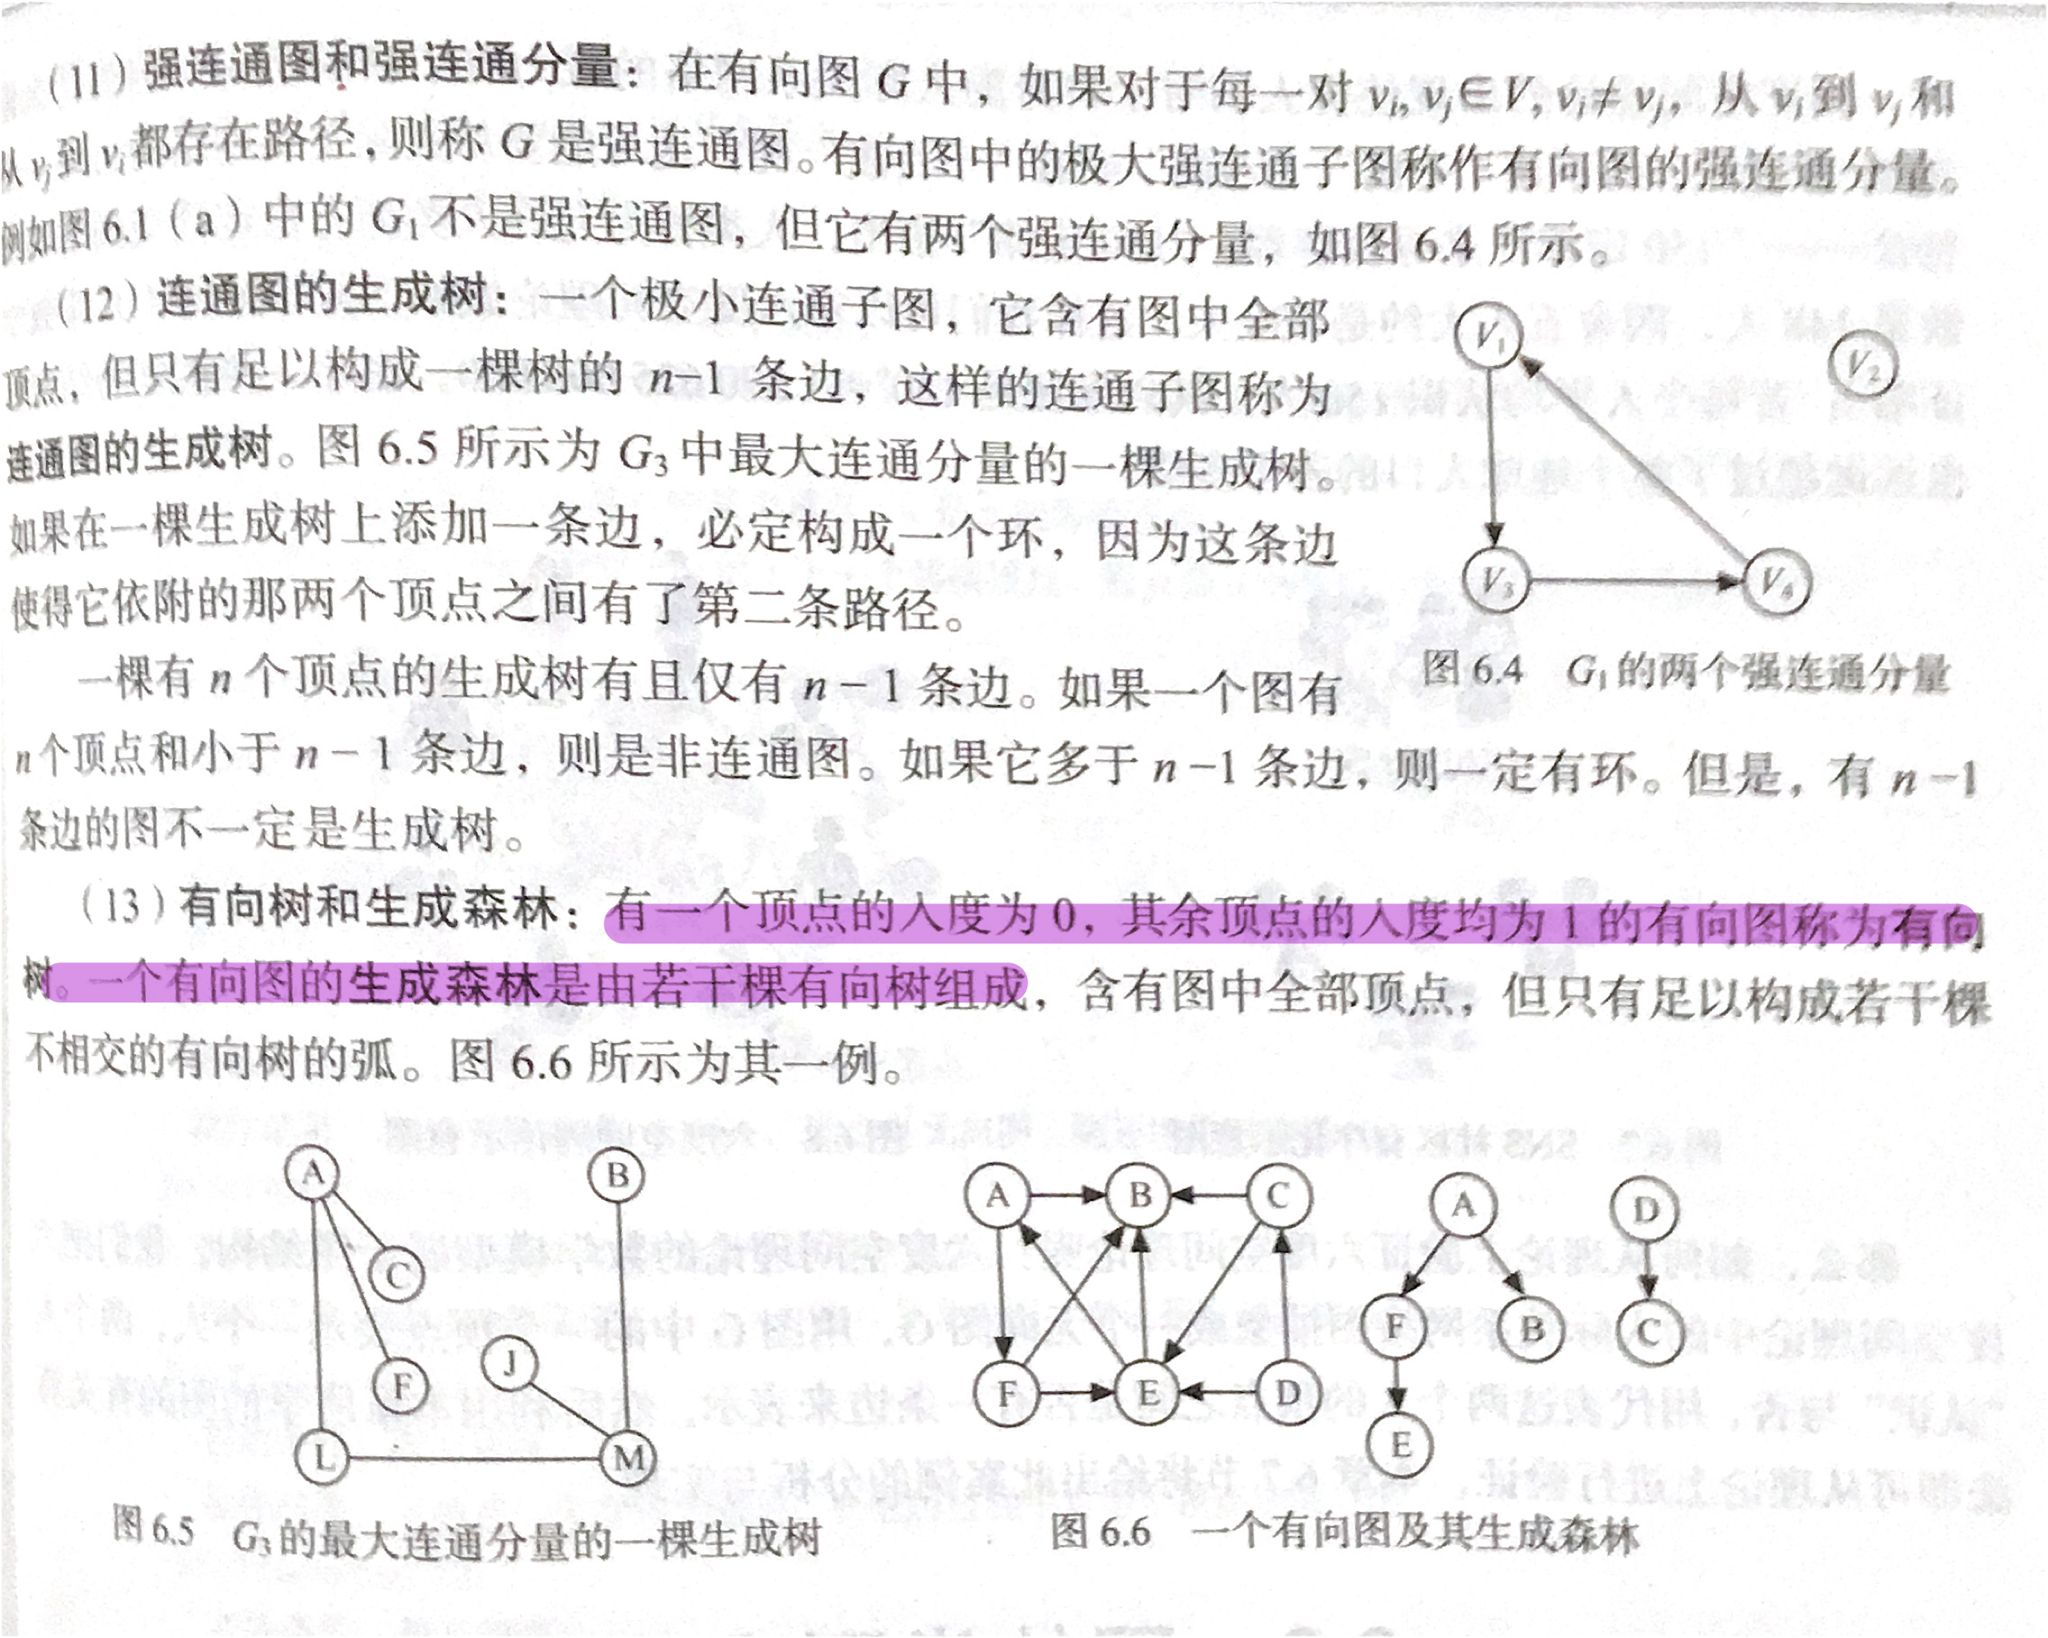 (11) 强连通图和强连通分量：在有向图 G 中，如果对于每一对 vᵢ, vⱼ∈V, vᵢ≠vⱼ，从 vᵢ 到 vⱼ 和
从 vⱼ 到 vᵢ 都存在路径，则称 G 是强连通图。有向图中的极大强连通子图称作有向图的强连通分量。
例如图 6.1（a）中的 G₁ 不是强连通图，但它有两个强连通分量，如图 6.4 所示。
(12) 连通图的生成树：一个极小连通子图，它含有图中全部
顶点，但只有足以构成一棵树的 n−1 条边，这样的连通子图称为
连通图的生成树。图 6.5 所示为 G₃ 中最大连通分量的一棵生成树。
如果在一棵生成树上添加一条边，必定构成一个环，因为这条边
使得它依附的那两个顶点之间有了第二条路径。
V₁
V₂
V₃
V₄
图 6.4 G₁的两个强连通分量
一棵有 n 个顶点的生成树有且仅有 n − 1 条边。如果一个图有
n个顶点和小于 n − 1 条边，则是非连通图。如果它多于 n −1 条边，则一定有环。但是，有 n −1
条边的图不一定是生成树。
(13) 有向树和生成森林：有一个顶点的入度为 0，其余顶点的入度均为 1 的有向图称为有向
树。一个有向图的生成森林是由若干棵有向树组成，含有图中全部顶点，但只有足以构成若干棵
不相交的有向树的弧。图 6.6 所示为其一例。
A
B
C
F
J
L
M
图 6.5 G₃的最大连通分量的一棵生成树
A
B
C
F
E
D
A
D
F
B
C
E
图 6.6 一个有向图及其生成森林